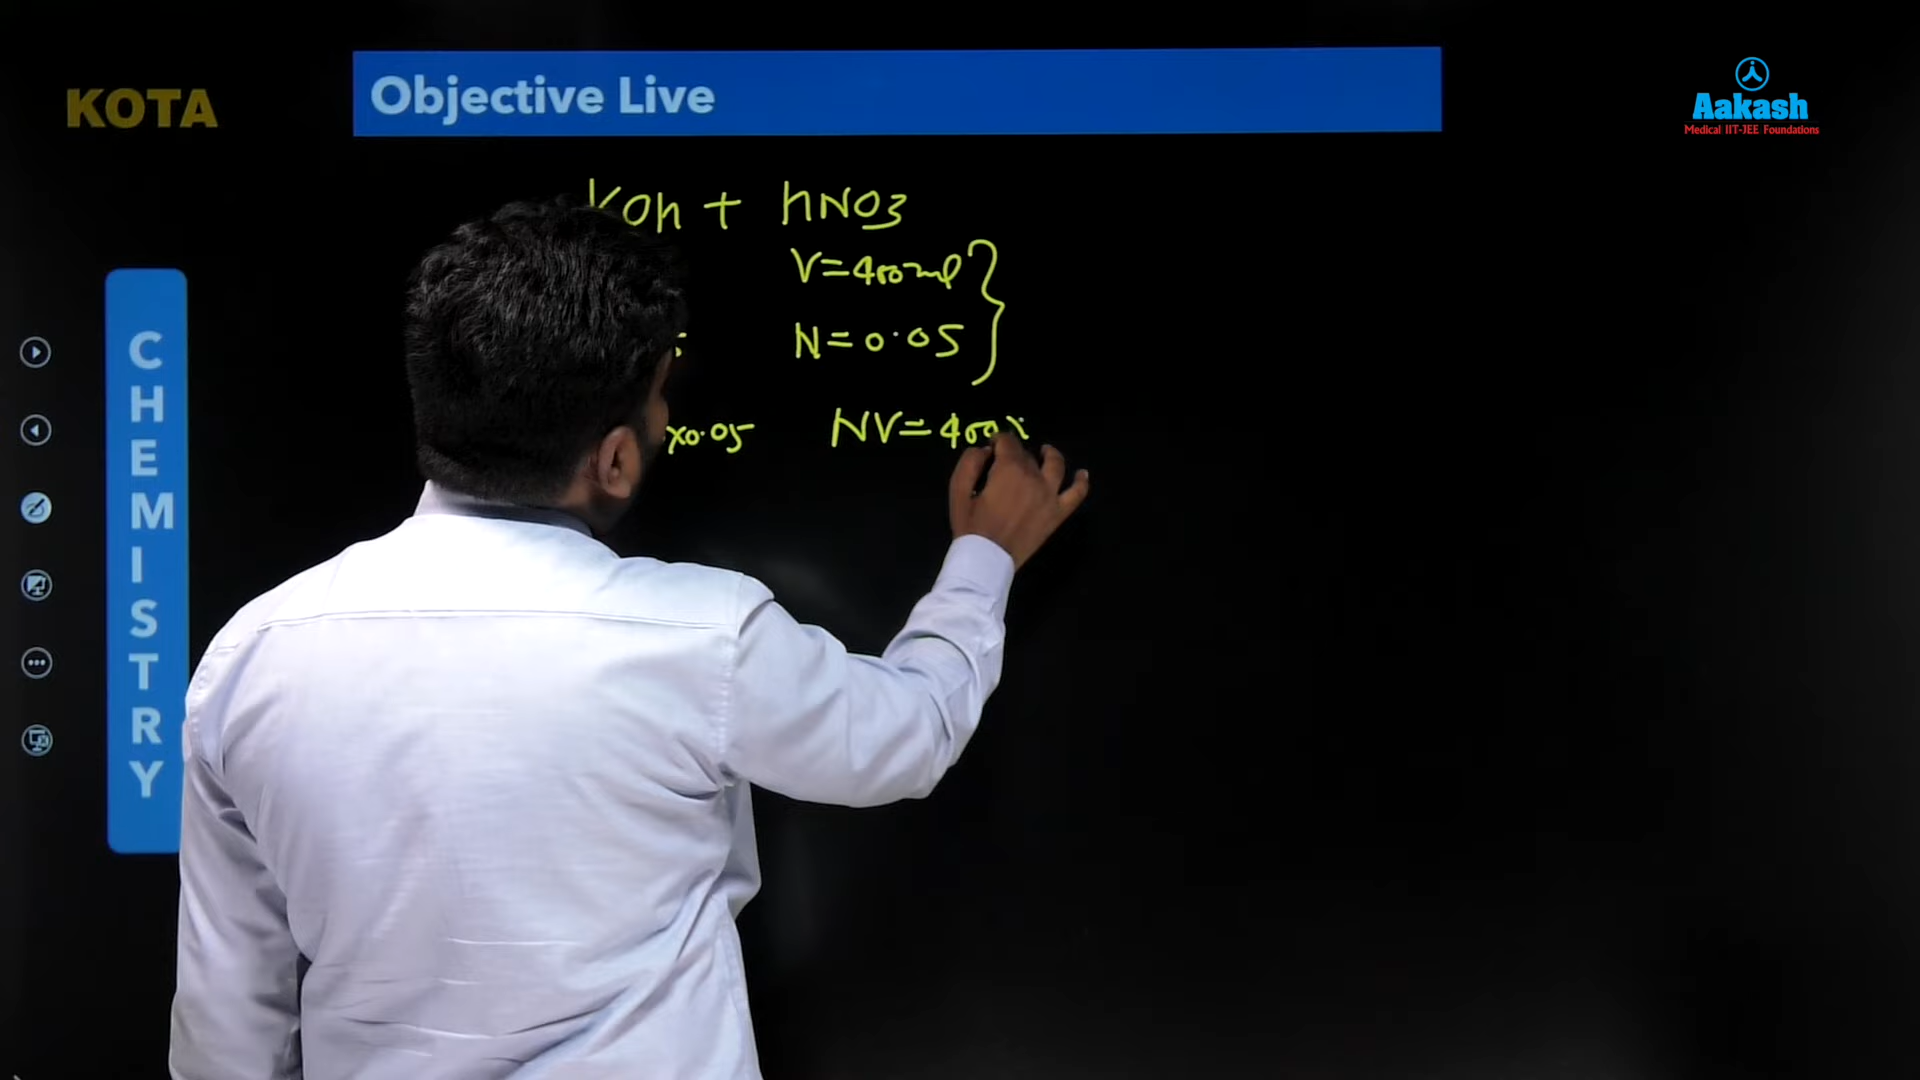 KOTA
Objective Live
Aakash
Medical IIT-JEE Foundations
CHEMISTRY
KOh + hNO3
V=400ml
N=0.05
x0.05 NV=400x